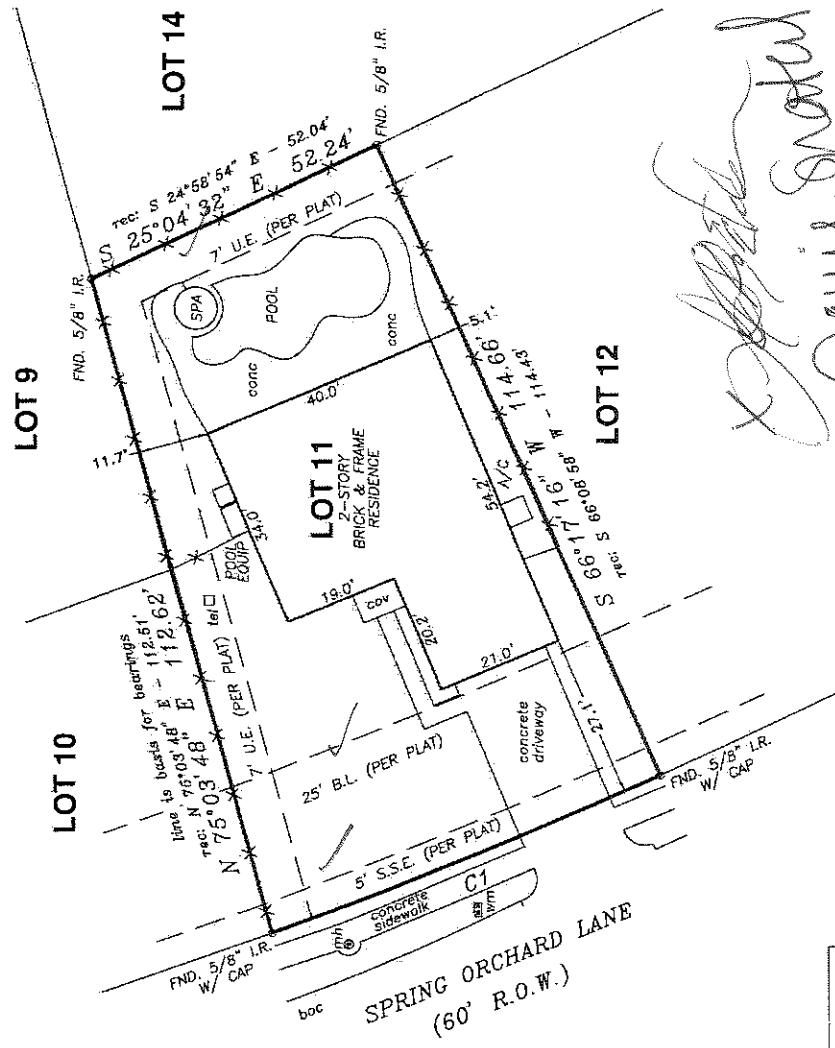 LOT 14
LOT 9
FND. 5/8" I.R.
rec: S 24°58'54" E - 52.04'
S 25°04'32" E 52.24'
FND. 5/8" I.R.
7' U.E. (PER PLAT)
SPA
POOL
conc
conc
11.7'
40.0'
5.1'
LOT 10
line is basis for bearings
rec: N 75°03'48" E - 112.51'
N 75°03'48" E 112.62'
7' U.E. (PER PLAT)
tel
POOL
EQUIP
34.0'
LOT 11
2-STORY
BRICK & FRAME
RESIDENCE
19.0'
cov
20.2'
21.0'
54.2'
A/C
S 66°17'16" W 114.66'
rec: S 66°08'58" W - 114.43'
LOT 12
25' B.L. (PER PLAT)
concrete
driveway
27.1'
5' S.S.E. (PER PLAT)
FND. 5/8" I.R.
W/ CAP
FND. 5/8" I.R.
W/ CAP
mh
concrete
sidewalk
C1
wm
boc
SPRING ORCHARD LANE
(60' R.O.W.)